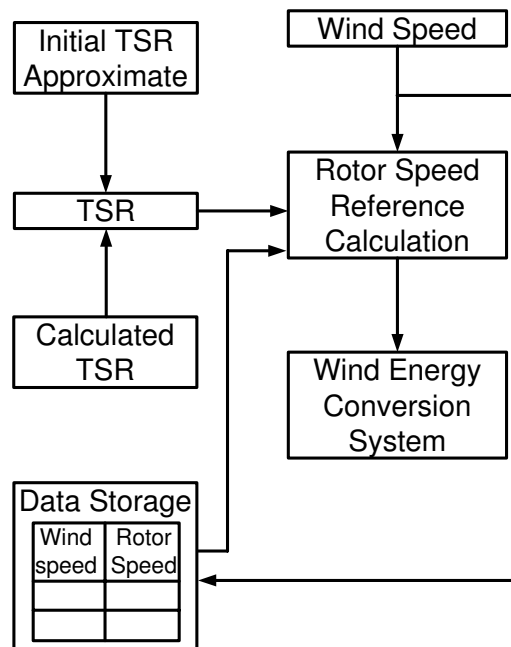 Initial TSR
Approximate
Wind Speed
TSR
Rotor Speed
Reference
Calculation
Calculated
TSR
Wind Energy
Conversion
System
Data Storage
Wind
speed
Rotor
Speed